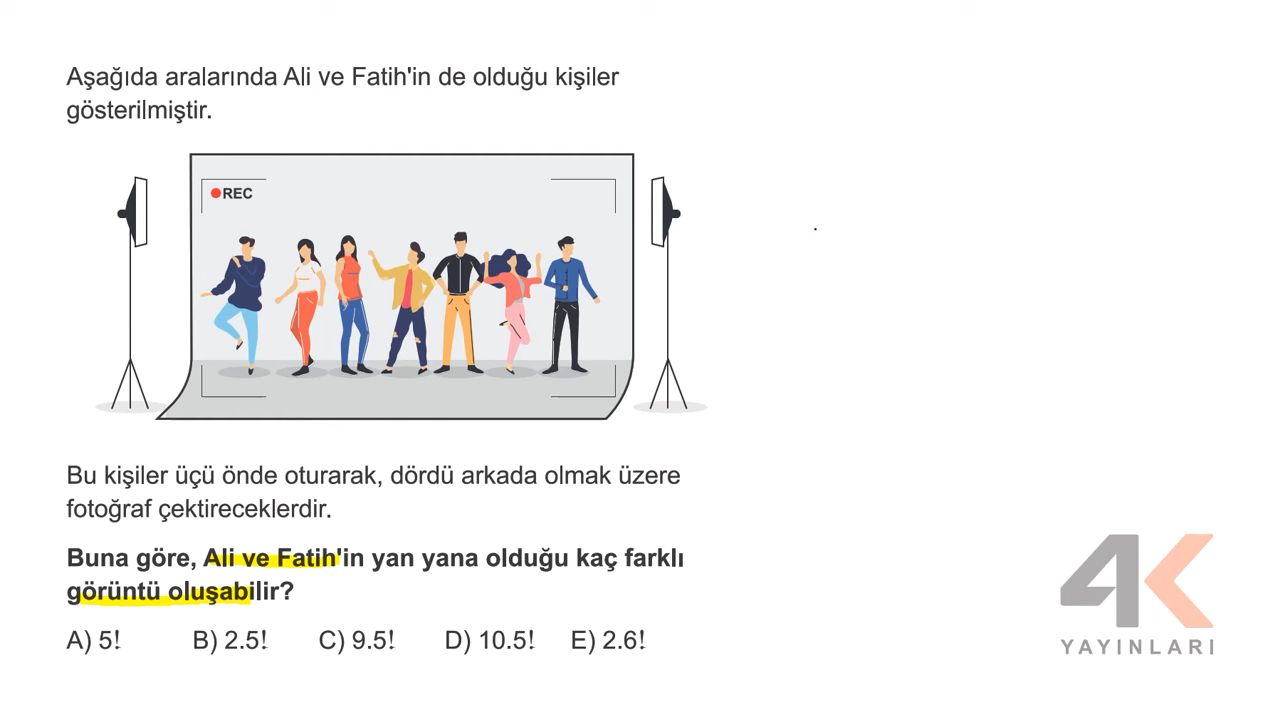 Aşağıda aralarında Ali ve Fatih'in de olduğu kişiler
gösterilmiştir.
REC
Bu kişiler üçü önde oturarak, dördü arkada olmak üzere
fotoğraf çektireceklerdir.
Buna göre, Ali ve Fatih'in yan yana olduğu kaç farklı
görüntü oluşabilir?
A) 5! B) 2.5! C) 9.5! D) 10.5! E) 2.6!
4K
YAYINLARI